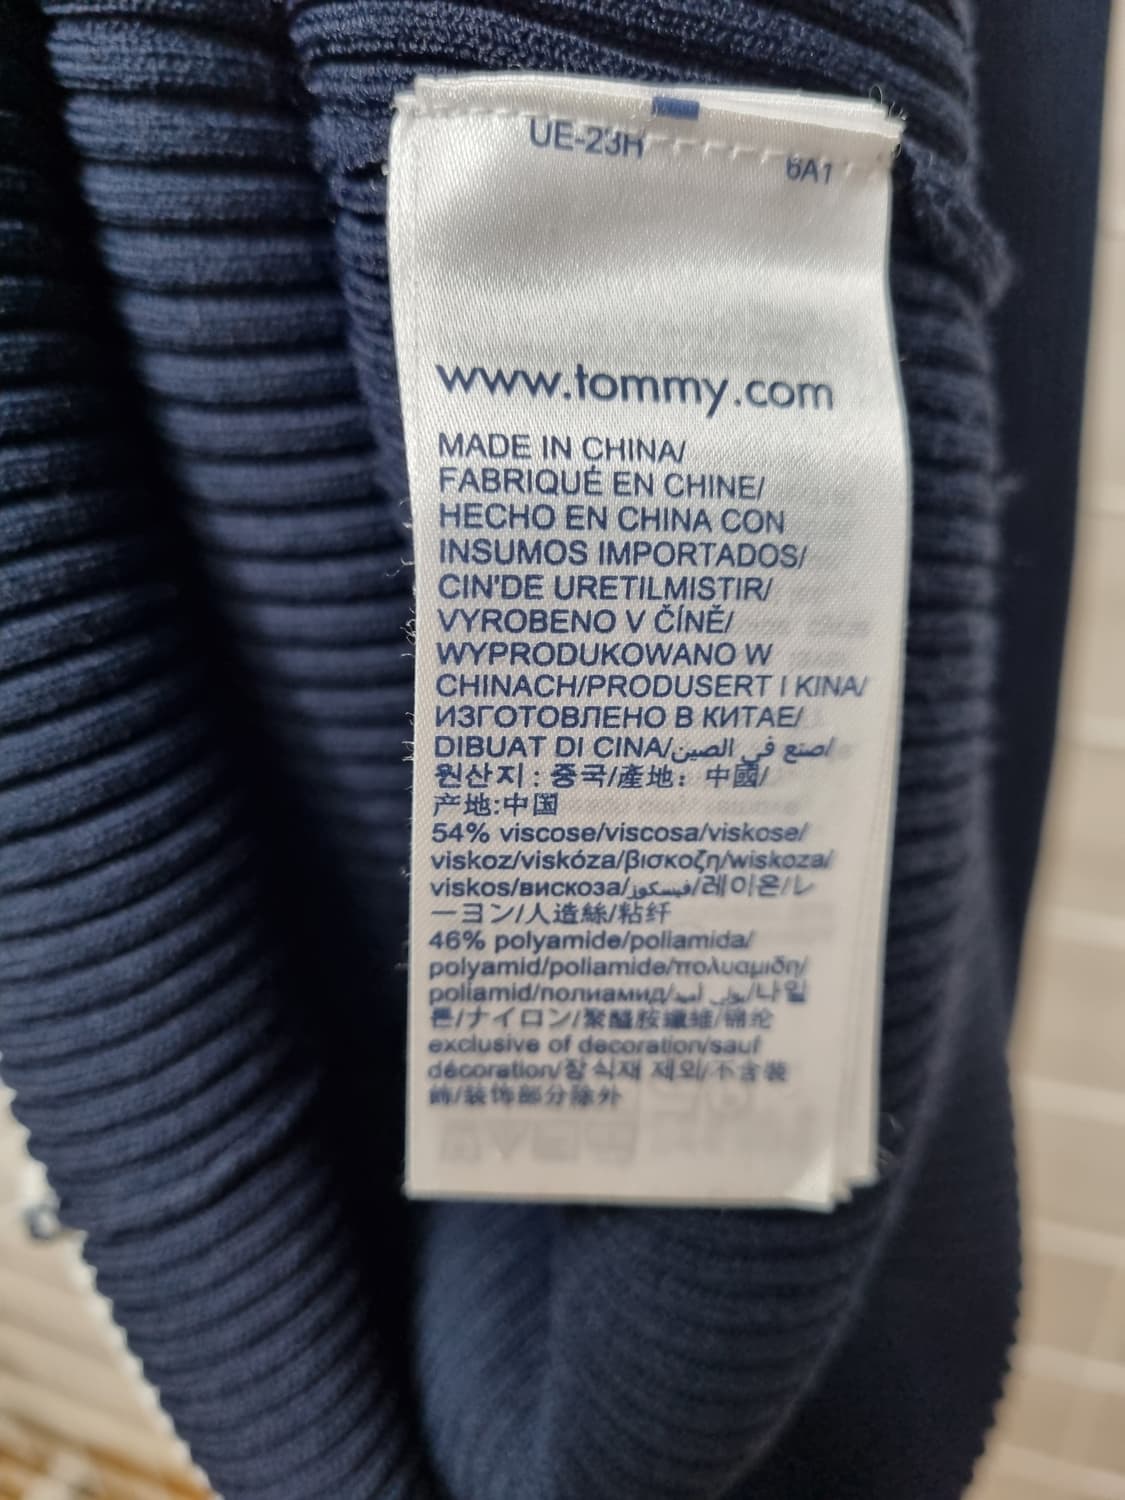 UE-23H
6A1
www.tommy.com
MADE IN CHINA/
FABRIQUÉ EN CHINE/
HECHO EN CHINA CON
INSUMOS IMPORTADOS/
CIN'DE URETILMISTIR/
VYROBENO V ČÍNĚ/
WYPRODUKOWANO W
CHINACH/PRODUSERT I KINA/
ИЗГОТОВЛЕНО В КИТАЕ/
DIBUAT DI CINA/صنع في الصين/
원산지 : 중국/產地: 中國/
产地:中国
54% viscose/viscosa/viskose/
viskoz/viskóza/βισκοζη/wiskoza/
viskos/вискоза/فيسكوز/레이온/レ
ーヨン/人造絲/粘纤
46% polyamide/poliamida/
polyamid/poliamide/πολυαμιδη/
poliamid/полиамид/بولي أميد/나일
론/ナイロン/聚醯胺纖維/锦纶
exclusive of decoration/sauf
décoration/장식재 제외/不含裝
飾/装饰部分除外